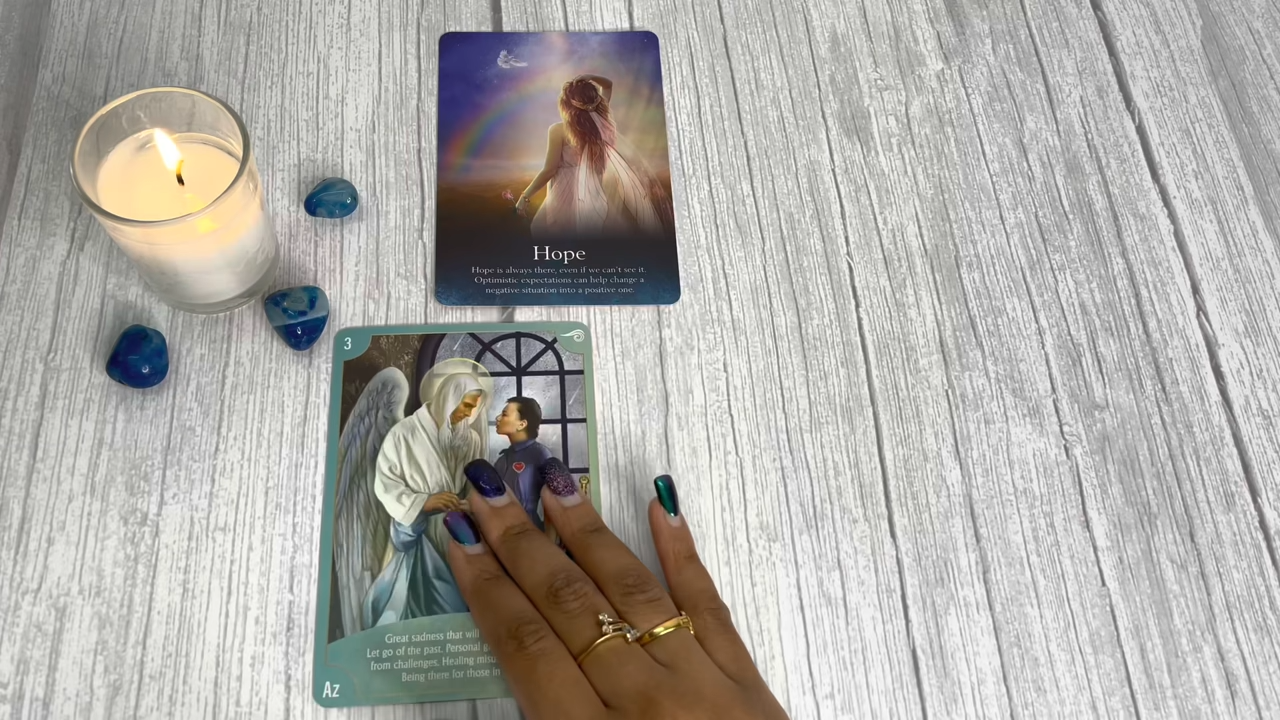 Hope
Hope is always there, even if we can't see it.
Optimistic expectations can help change a
negative situation into a positive one.
3
Great sadness that will
Let go of the past. Personal
from challenges. Healing
Being there for those in
Az